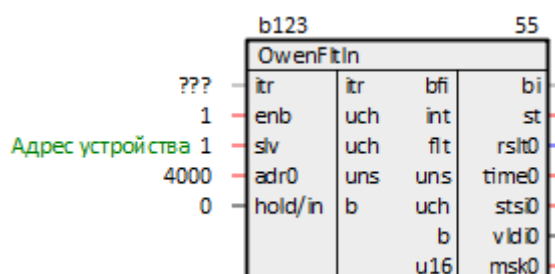 b123 55
OwenFltIn
??? itr itr bfi bi
1 enb uch int st
Адрес устройства 1 slv uch flt rslt0
4000 adr0 uns uns time0
0 hold/in b uch stsi0
b vldi0
u16 msk0